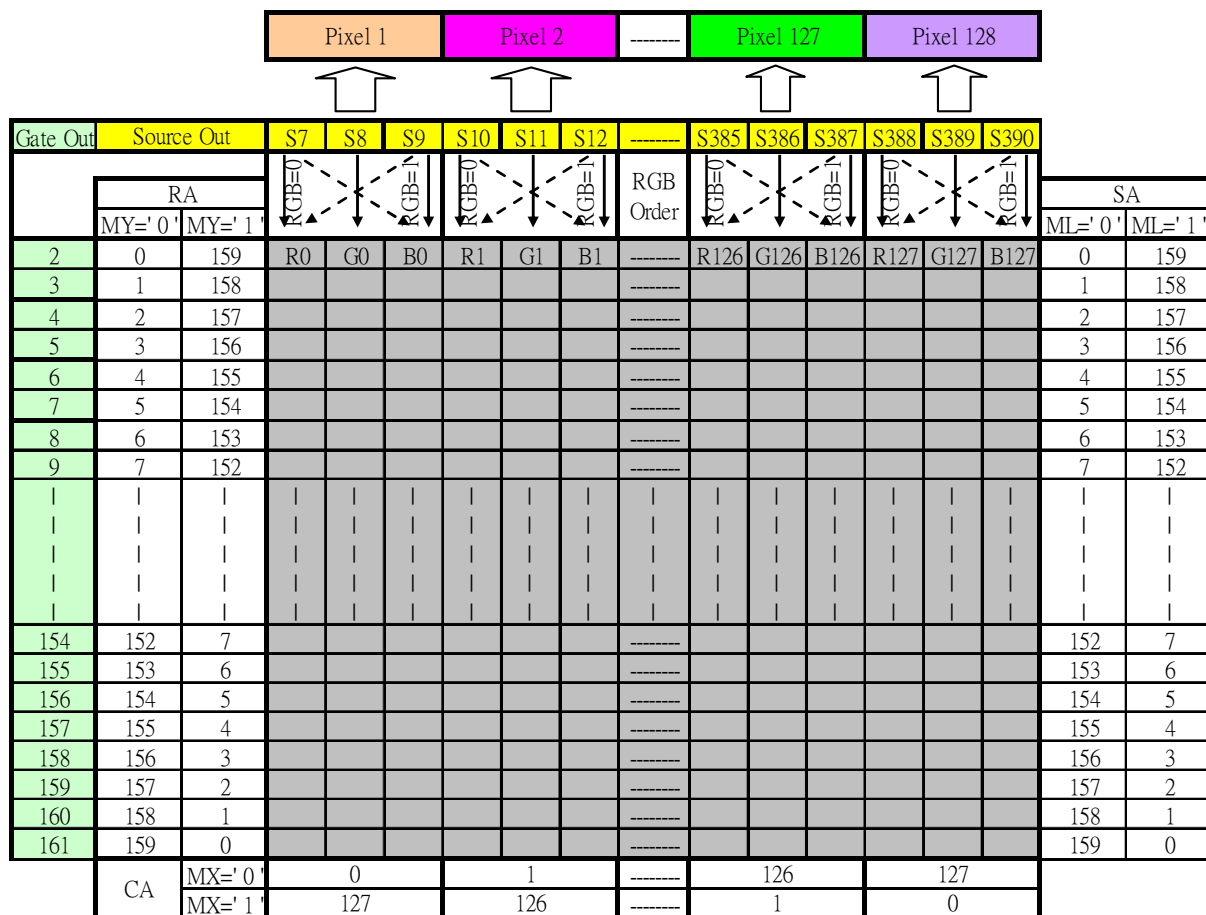 Pixel 1 Pixel 2 -------- Pixel 127 Pixel 128
Gate Out Source Out S7 S8 S9 S10 S11 S12 -------- S385 S386 S387 S388 S389 S390
RGB=0 RGB=1 RGB=0 RGB=1 RGB Order RGB=0 RGB=1 RGB=0 RGB=1
RA SA
MY=' 0 ' MY=' 1 ' ML=' 0 ' ML=' 1 '
2 0 159 R0 G0 B0 R1 G1 B1 -------- R126 G126 B126 R127 G127 B127 0 159
3 1 158 -------- 1 158
4 2 157 -------- 2 157
5 3 156 -------- 3 156
6 4 155 -------- 4 155
7 5 154 -------- 5 154
8 6 153 -------- 6 153
9 7 152 -------- 7 152
| | | | | | | | | | | | | | | | | |
| | | | | | | | | | | | | | | | | |
| | | | | | | | | | | | | | | | | |
| | | | | | | | | | | | | | | | | |
| | | | | | | | | | | | | | | | | |
154 152 7 -------- 152 7
155 153 6 -------- 153 6
156 154 5 -------- 154 5
157 155 4 -------- 155 4
158 156 3 -------- 156 3
159 157 2 -------- 157 2
160 158 1 -------- 158 1
161 159 0 -------- 159 0
CA MX=' 0 ' 0 1 -------- 126 127
MX=' 1 ' 127 126 -------- 1 0